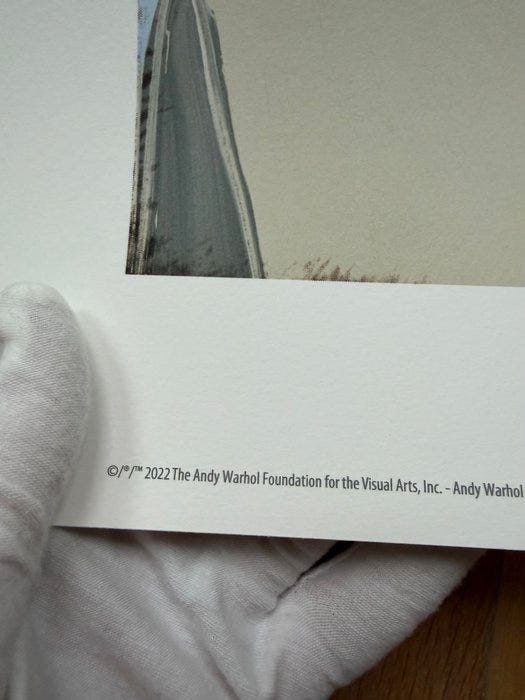 ©/®/™ 2022 The Andy Warhol Foundation for the Visual Arts, Inc. - Andy Warhol